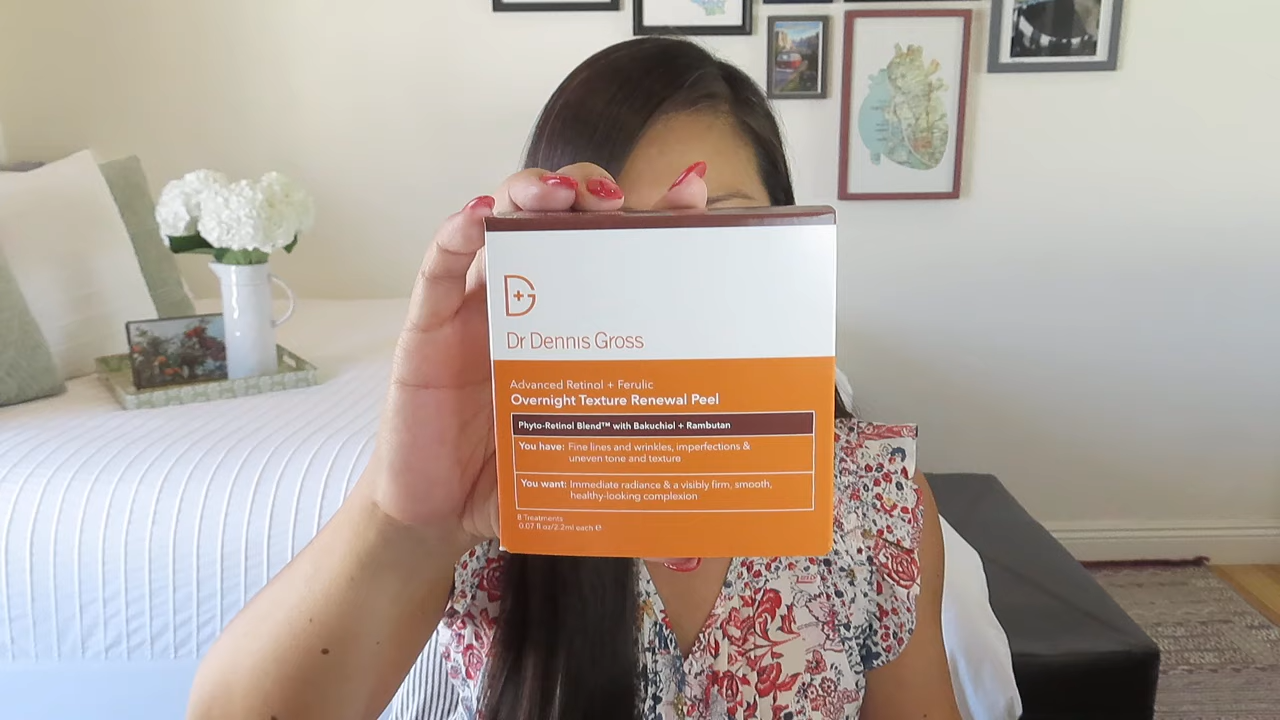 Dr Dennis Gross
Advanced Retinol + Ferulic
Overnight Texture Renewal Peel
Phyto-Retinol Blend™ with Bakuchiol + Rambutan
You have: Fine lines and wrinkles, imperfections &
uneven tone and texture
You want: Immediate radiance & a visibly firm, smooth,
healthy-looking complexion
8 Treatments
0.07 fl oz/2.2ml each ℮